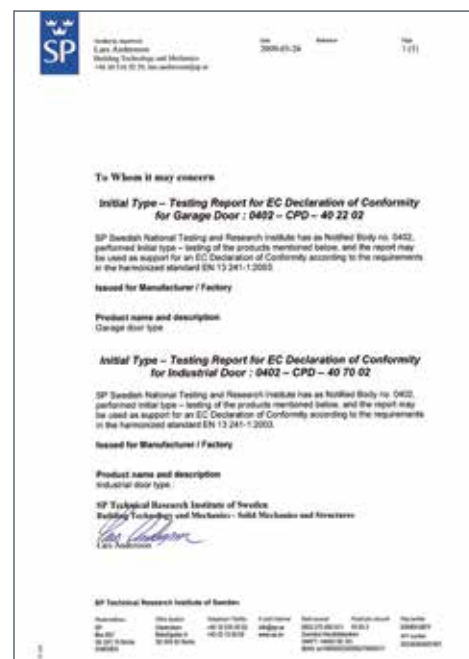 SP
Lars Andersson
Building Technology and Mechanics
Date
Page
1 (1)
To Whom it may concern
Initial Type – Testing Report for EC Declaration of Conformity
for Garage Door : 0402 – CPD – 40 22 02
SP Swedish National Testing and Research Institute has as Notified Body no. 0402,
performed initial type – testing of the products mentioned below, and the report may
be used as support for an EC Declaration of Conformity according to the requirements
in the harmonized standard EN 13 241-1:2003.
Issued for Manufacturer / Factory
Product name and description
Garage door type
Initial Type – Testing Report for EC Declaration of Conformity
for Industrial Door : 0402 – CPD – 40 70 02
SP Swedish National Testing and Research Institute has as Notified Body no. 0402,
performed initial type – testing of the products mentioned below, and the report may
be used as support for an EC Declaration of Conformity according to the requirements
in the harmonized standard EN 13 241-1:2003.
Issued for Manufacturer / Factory
Product name and description
Industrial door type
SP Technical Research Institute of Sweden
Building Technology and Mechanics - Solid Mechanics and Structures
Lars Andersson
Lars Andersson
SP Technical Research Institute of Sweden